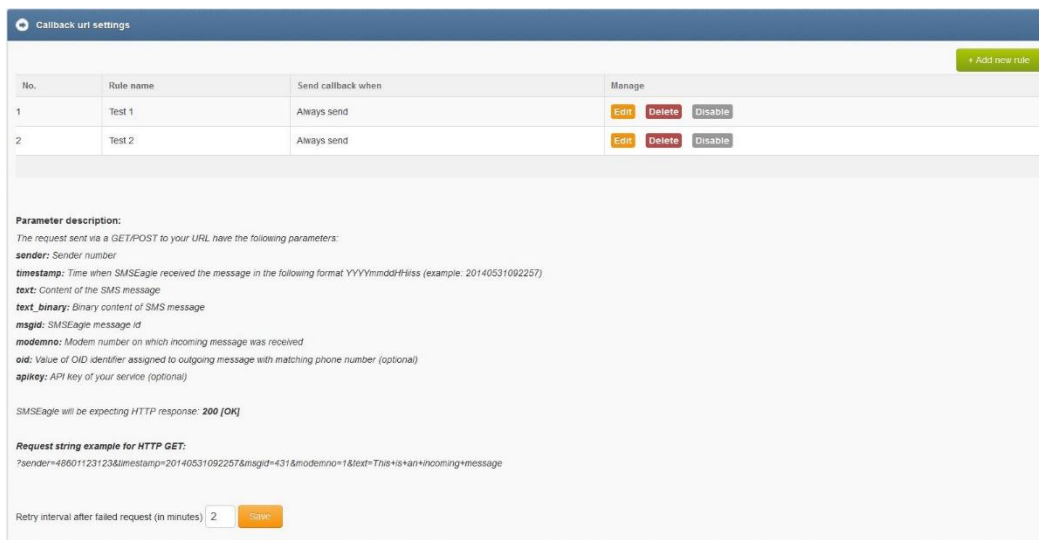 Callback url settings
+ Add new rule
No. Rule name Send callback when Manage
1 Test 1 Always send Edit Delete Disable
2 Test 2 Always send Edit Delete Disable
Parameter description:
The request sent via a GET/POST to your URL have the following parameters:
sender: Sender number
timestamp: Time when SMSEagle received the message in the following format YYYYmmddHHiiss (example: 20140531092257)
text: Content of the SMS message
text_binary: Binary content of SMS message
msgid: SMSEagle message id
modemno: Modem number on which incoming message was received
oid: Value of OID identifier assigned to outgoing message with matching phone number (optional)
apikey: API key of your service (optional)
SMSEagle will be expecting HTTP response: 200 [OK]
Request string example for HTTP GET:
?sender=48601123123&timestamp=20140531092257&msgid=431&modemno=1&text=This+is+an+incoming+message
Retry interval after failed request (in minutes) 2 Save